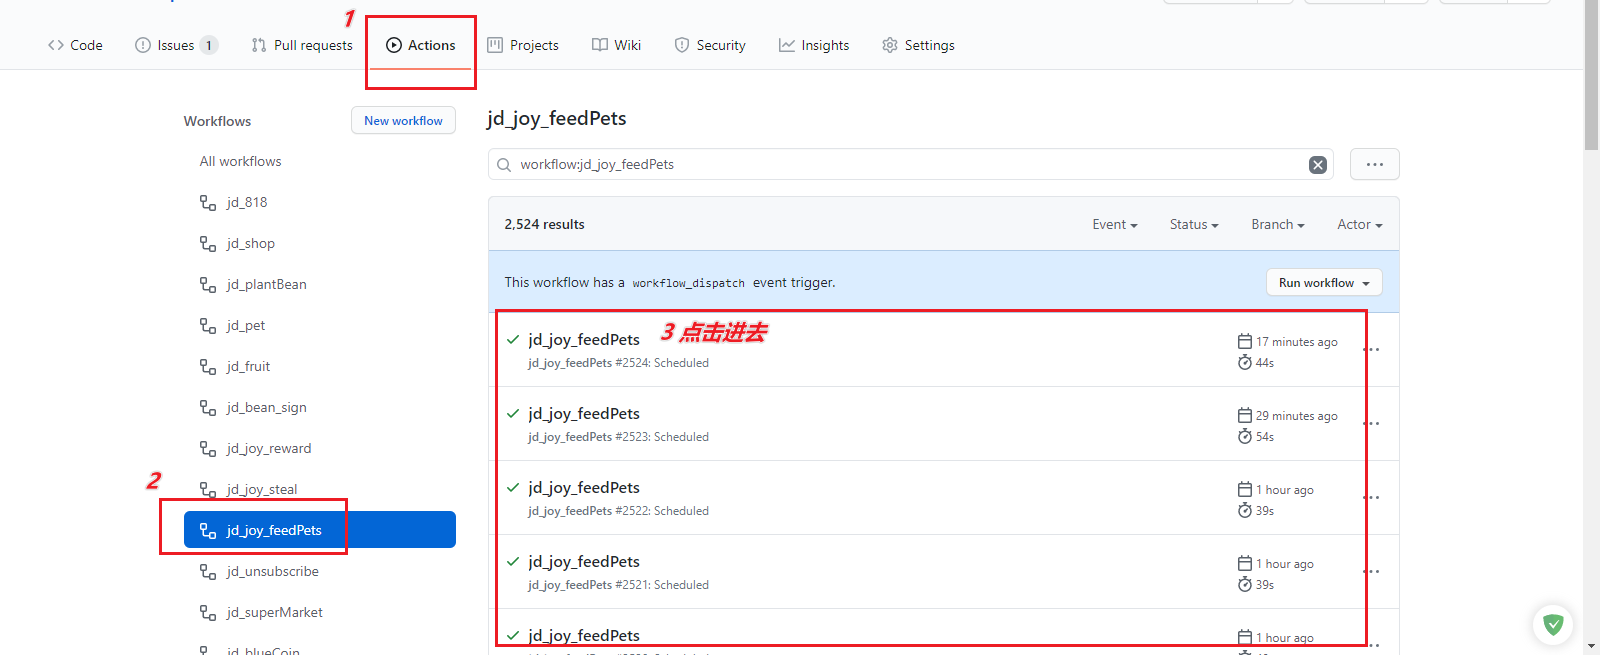 1
Code
Issues 1
Pull requests
Actions
Projects
Wiki
Security
Insights
Settings
Workflows
New workflow
All workflows
jd_818
jd_shop
jd_plantBean
jd_pet
jd_fruit
jd_bean_sign
jd_joy_reward
jd_joy_steal
2
jd_joy_feedPets
jd_unsubscribe
jd_superMarket
jd_blueCoin
jd_joy_feedPets
workflow:jd_joy_feedPets
2,524 results
Event
Status
Branch
Actor
This workflow has a workflow_dispatch event trigger.
Run workflow
3 点击进去
jd_joy_feedPets
jd_joy_feedPets #2524: Scheduled
17 minutes ago
44s
jd_joy_feedPets
jd_joy_feedPets #2523: Scheduled
29 minutes ago
54s
jd_joy_feedPets
jd_joy_feedPets #2522: Scheduled
1 hour ago
39s
jd_joy_feedPets
jd_joy_feedPets #2521: Scheduled
1 hour ago
39s
jd_joy_feedPets
1 hour ago